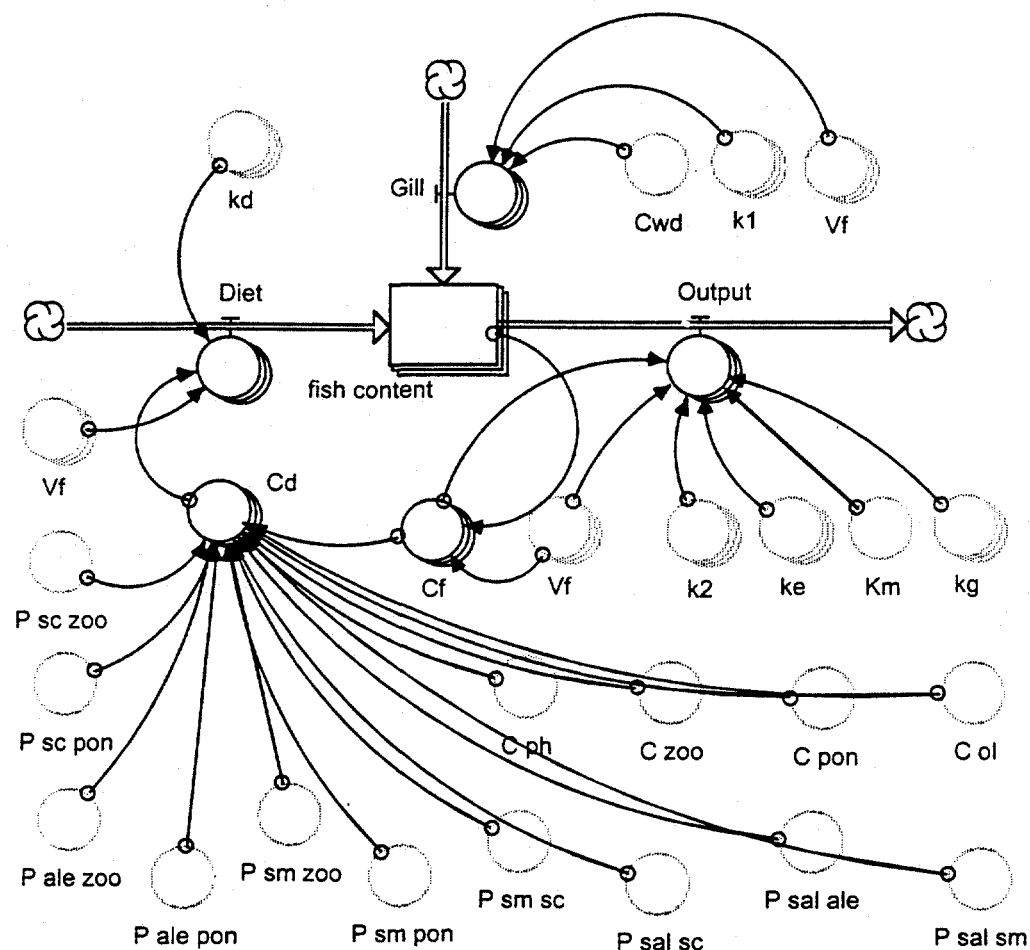 Gill
kd
Cwd
k1
Vf
Diet
Output
fish content
Vf
Cd
Cf
Vf
k2
ke
Km
kg
P sc zoo
P sc pon
C ph
C zoo
C pon
C ol
P ale zoo
P sm zoo
P sm sc
P sal ale
P ale pon
P sm pon
P sal sc
P sal sm